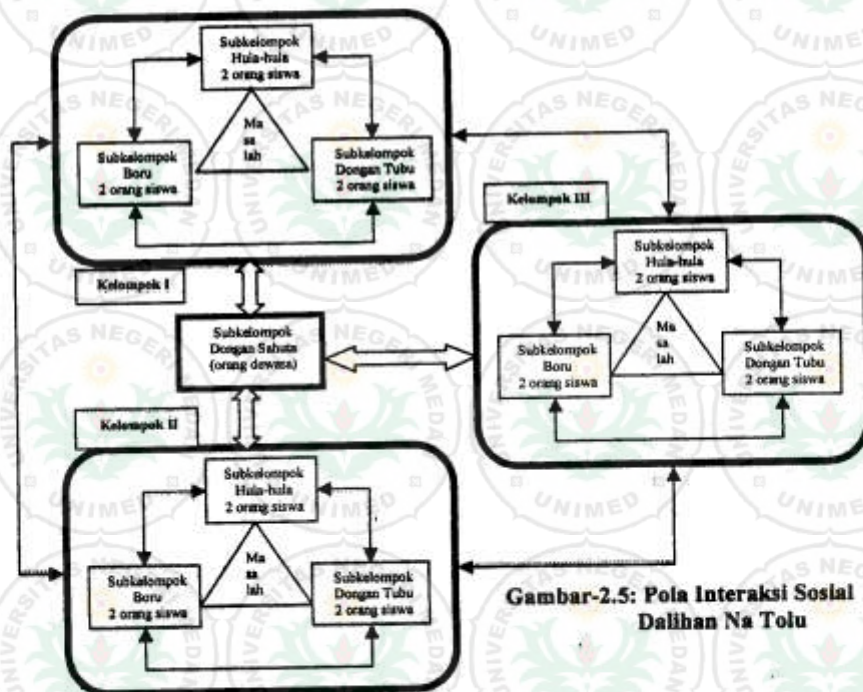 Subkelompok
Hula-hula
2 orang siswa
Ma
sa
lah
Subkelompok
Boru
2 orang siswa
Subkelompok
Dongan Tubu
2 orang siswa
Kelompok I
Subkelompok
Dongan Sahuta
(orang dewasa)
Kelompok III
Subkelompok
Hula-hula
2 orang siswa
Ma
sa
lah
Subkelompok
Boru
2 orang siswa
Subkelompok
Dongan Tubu
2 orang siswa
Kelompok II
Subkelompok
Hula-hula
2 orang siswa
Ma
sa
lah
Subkelompok
Boru
2 orang siswa
Subkelompok
Dongan Tubu
2 orang siswa
Gambar-2.5: Pola Interaksi Sosial
Dalihan Na Tolu
UNIVERSITAS NEGERI MEDAN
UNIMED